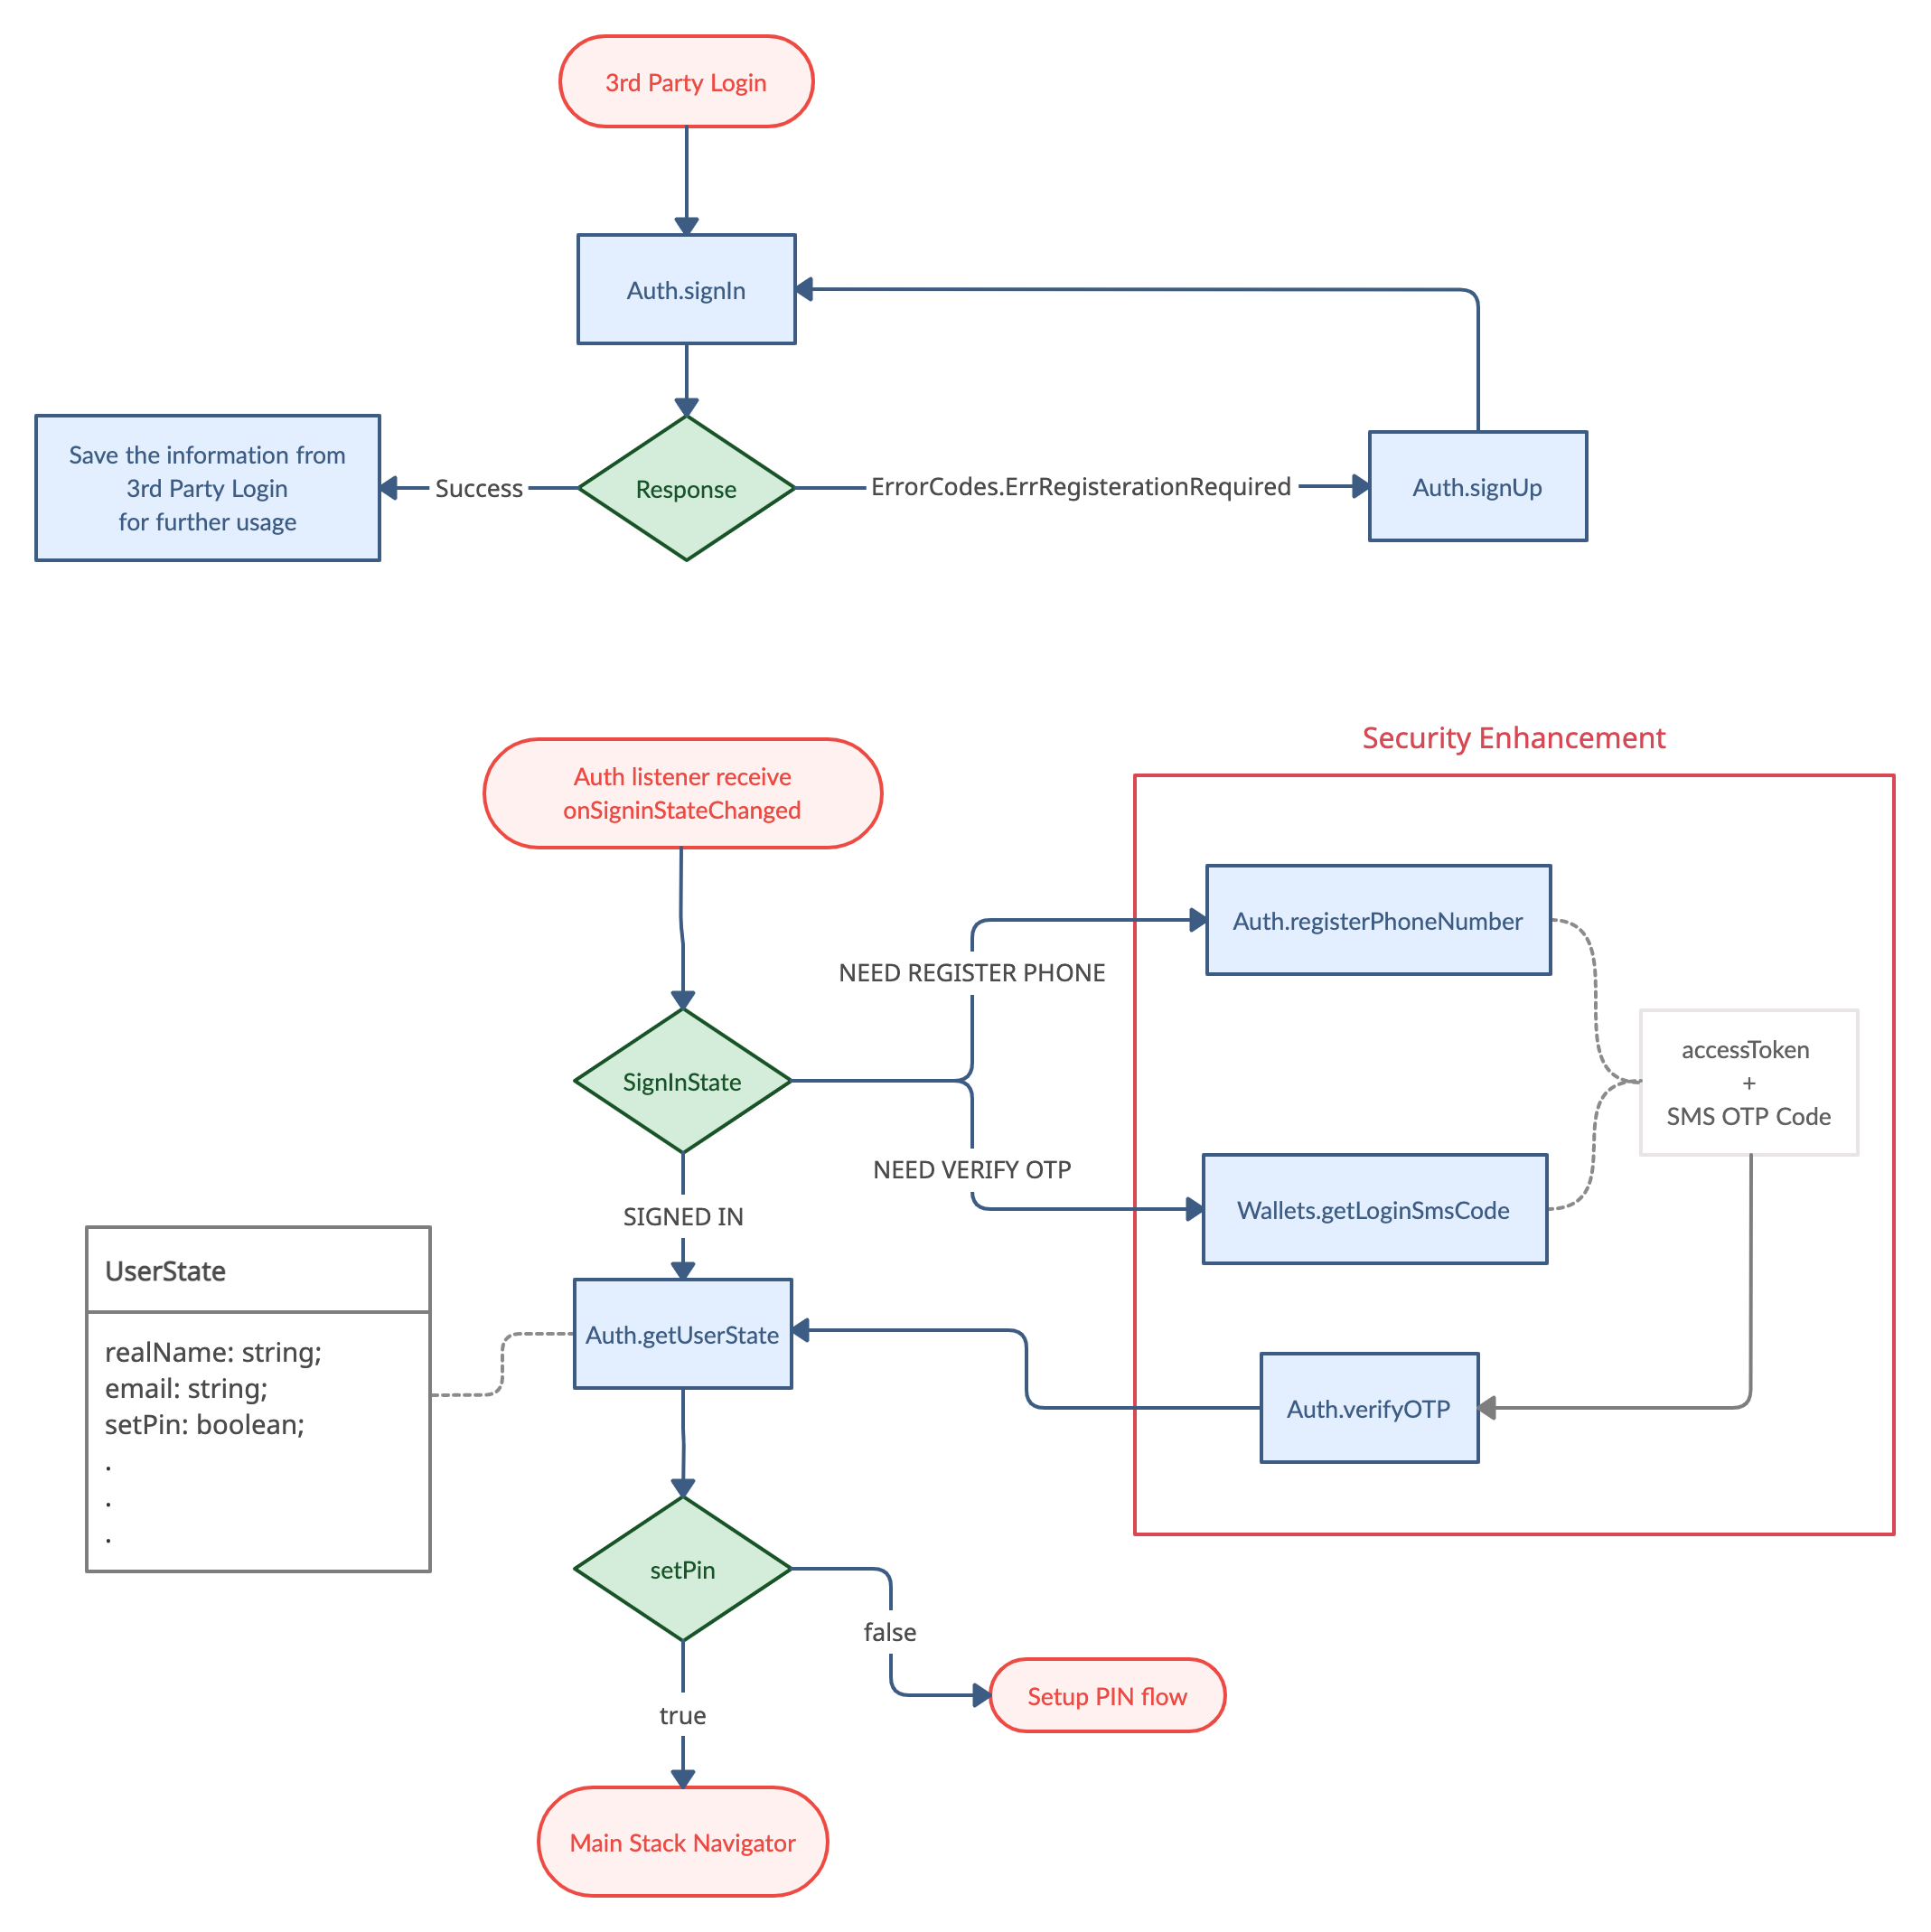 3rd Party Login
Auth.signIn
Save the information from
3rd Party Login
for further usage
Success
Response
ErrorCodes.ErrRegisterationRequired
Auth.signUp
Security Enhancement
Auth listener receive
onSigninStateChanged
Auth.registerPhoneNumber
NEED REGISTER PHONE
SignInState
accessToken
+
SMS OTP Code
NEED VERIFY OTP
Wallets.getLoginSmsCode
SIGNED IN
UserState
realName: string;
email: string;
setPin: boolean;
.
.
.
Auth.getUserState
Auth.verifyOTP
setPin
false
Setup PIN flow
true
Main Stack Navigator